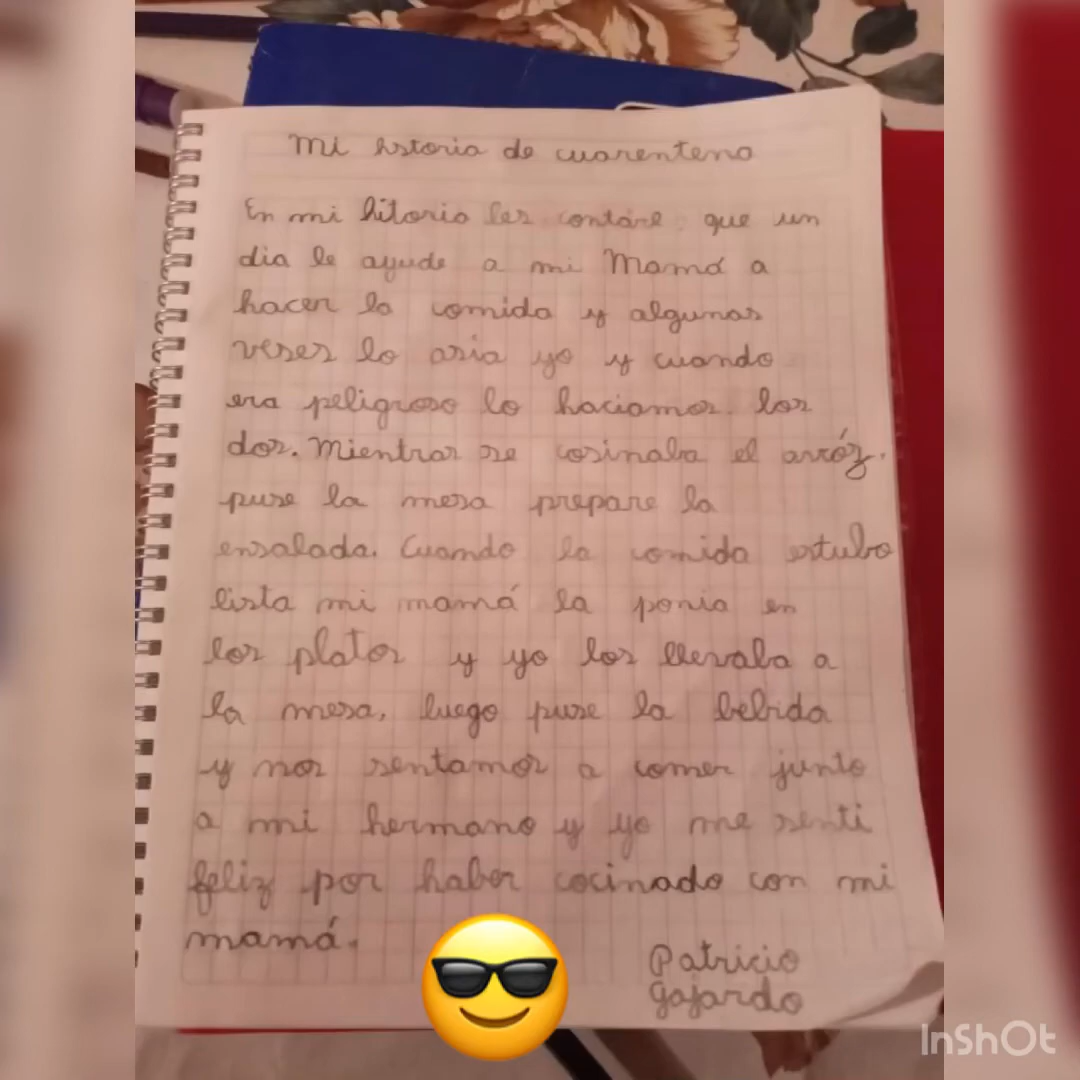 Mi hstoria de cuarentena
En mi hitoria les contare que un
dia le ayude a mi Mamá a
hacer la comida y algunas
veses lo asia yo y cuando
era peligroso lo haciamos los
dos. Mientras se cosinaba el arróz.
puse la mesa prepare la
ensalada. Cuando la comida estubo
lista mi mamá la ponia en
los platos y yo los llevaba a
la mesa, luego puse la bebida
y nos sentamos a comer junto
a mi hermano y yo me senti
feliz por haber cocinado con mi
mamá.
Patricio
Gajardo
InShOt